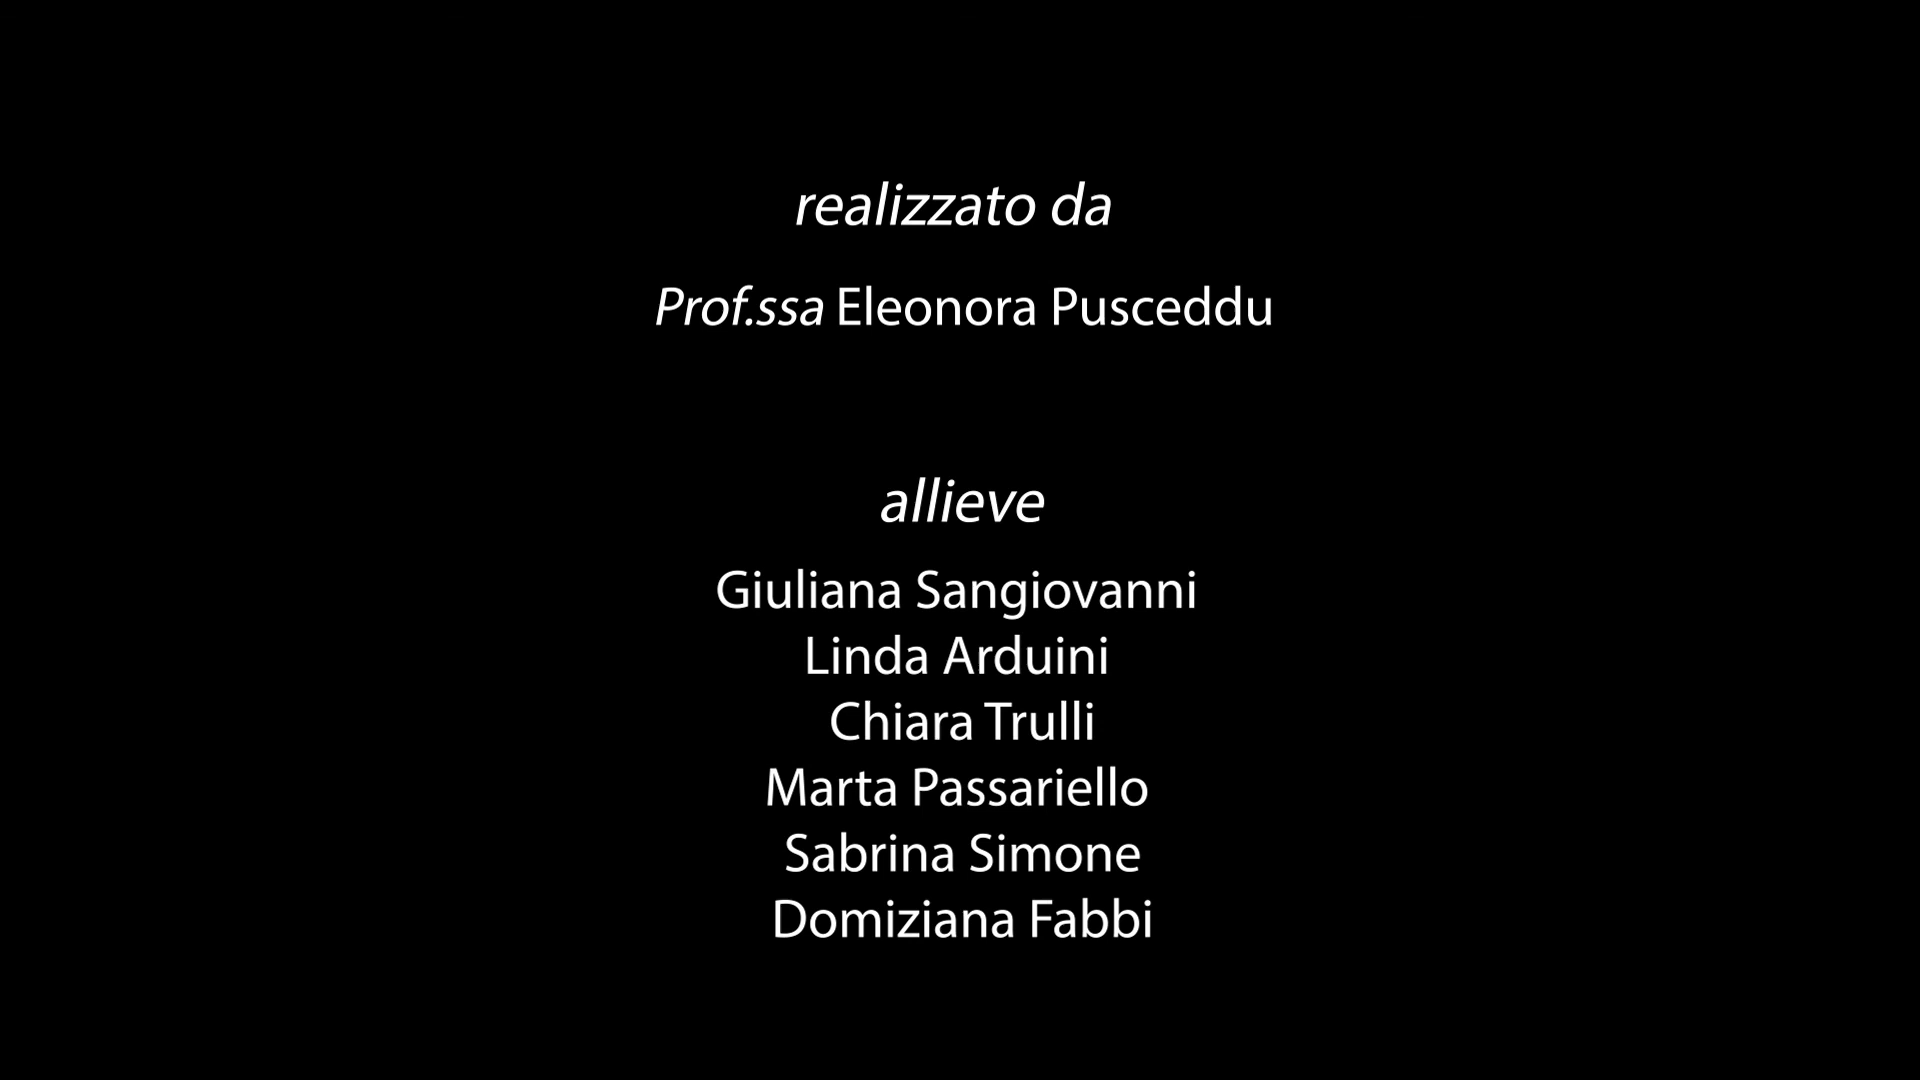 realizzato da
Prof.ssa Eleonora Pusceddu
allieve
Giuliana Sangiovanni
Linda Arduini
Chiara Trulli
Marta Passariello
Sabrina Simone
Domiziana Fabbi